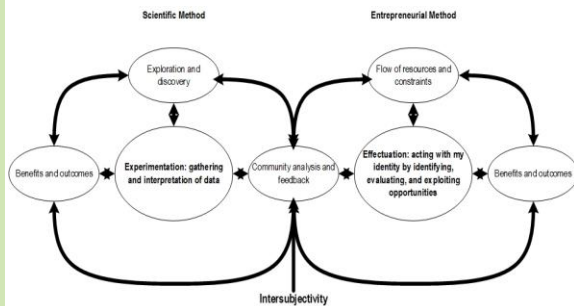 Scientific Method
Entrepreneurial Method
Exploration and
discovery
Flow of resources and
constraints
Benefits and outcomes
Experimentation: gathering
and interpretation of data
Community analysis and
feedback
Effectuation: acting with my
identity by identifying,
evaluating, and exploiting
opportunities
Benefits and outcomes
Intersubjectivity